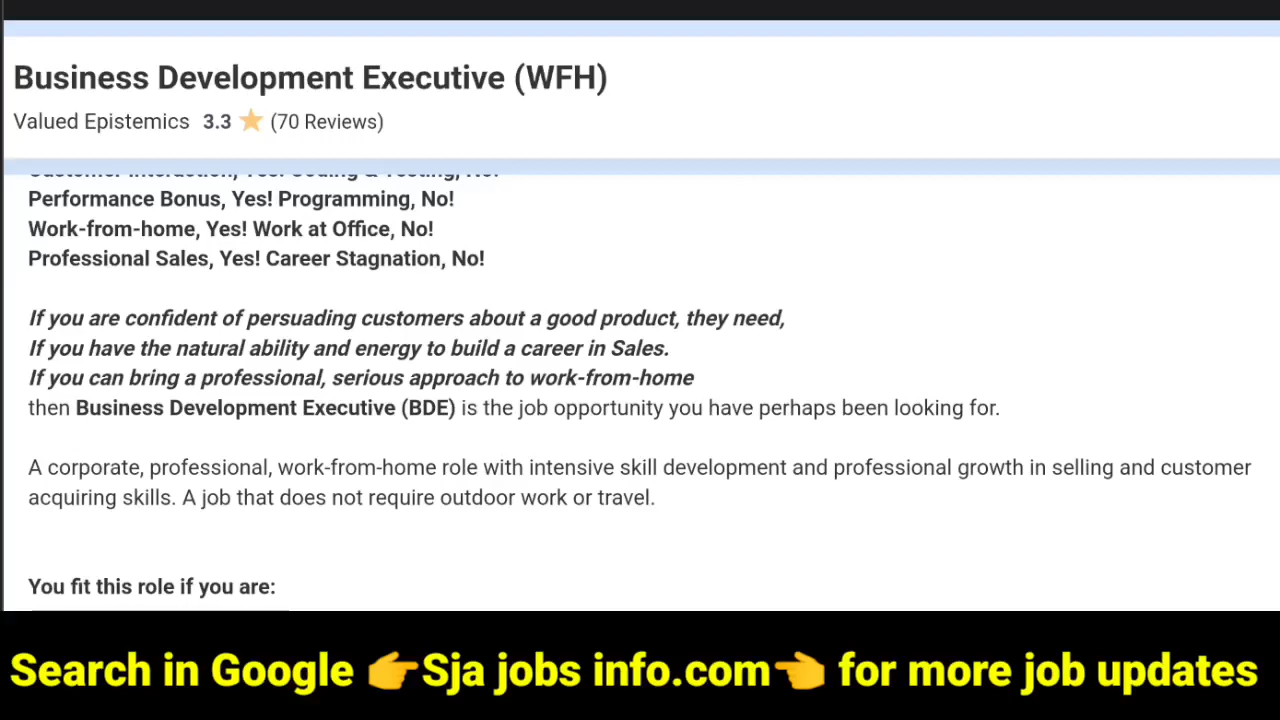 Business Development Executive (WFH)
Valued Epistemics 3.3 ⭐ (70 Reviews)
Customer Interaction, Yes! Coding & Testing, No!
Performance Bonus, Yes! Programming, No!
Work-from-home, Yes! Work at Office, No!
Professional Sales, Yes! Career Stagnation, No!
If you are confident of persuading customers about a good product, they need,
If you have the natural ability and energy to build a career in Sales.
If you can bring a professional, serious approach to work-from-home
then Business Development Executive (BDE) is the job opportunity you have perhaps been looking for.
A corporate, professional, work-from-home role with intensive skill development and professional growth in selling and customer
acquiring skills. A job that does not require outdoor work or travel.
You fit this role if you are:
Search in Google 👉Sja jobs info.com👈 for more job updates